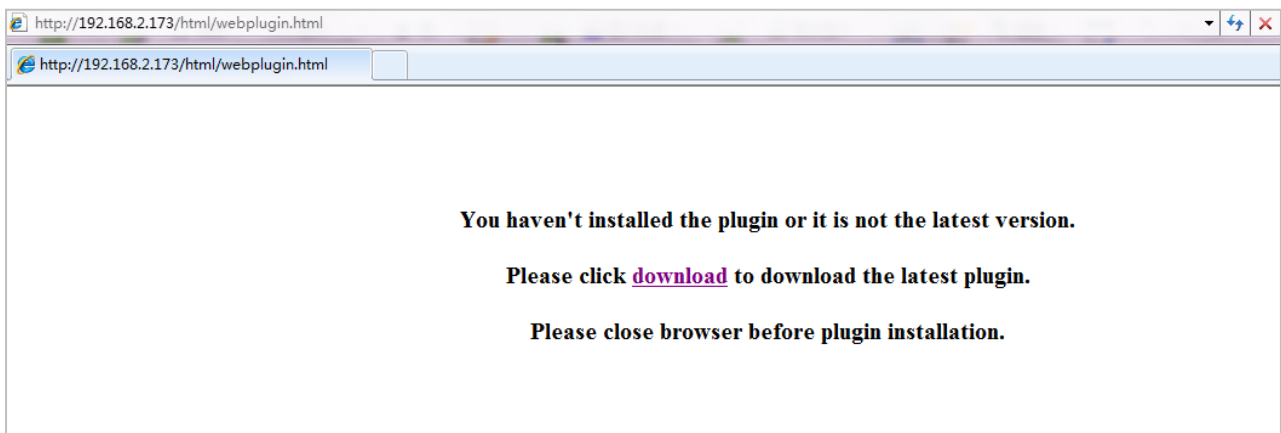 http://192.168.2.173/html/webplugin.html
http://192.168.2.173/html/webplugin.html
You haven't installed the plugin or it is not the latest version.
Please click download to download the latest plugin.
Please close browser before plugin installation.